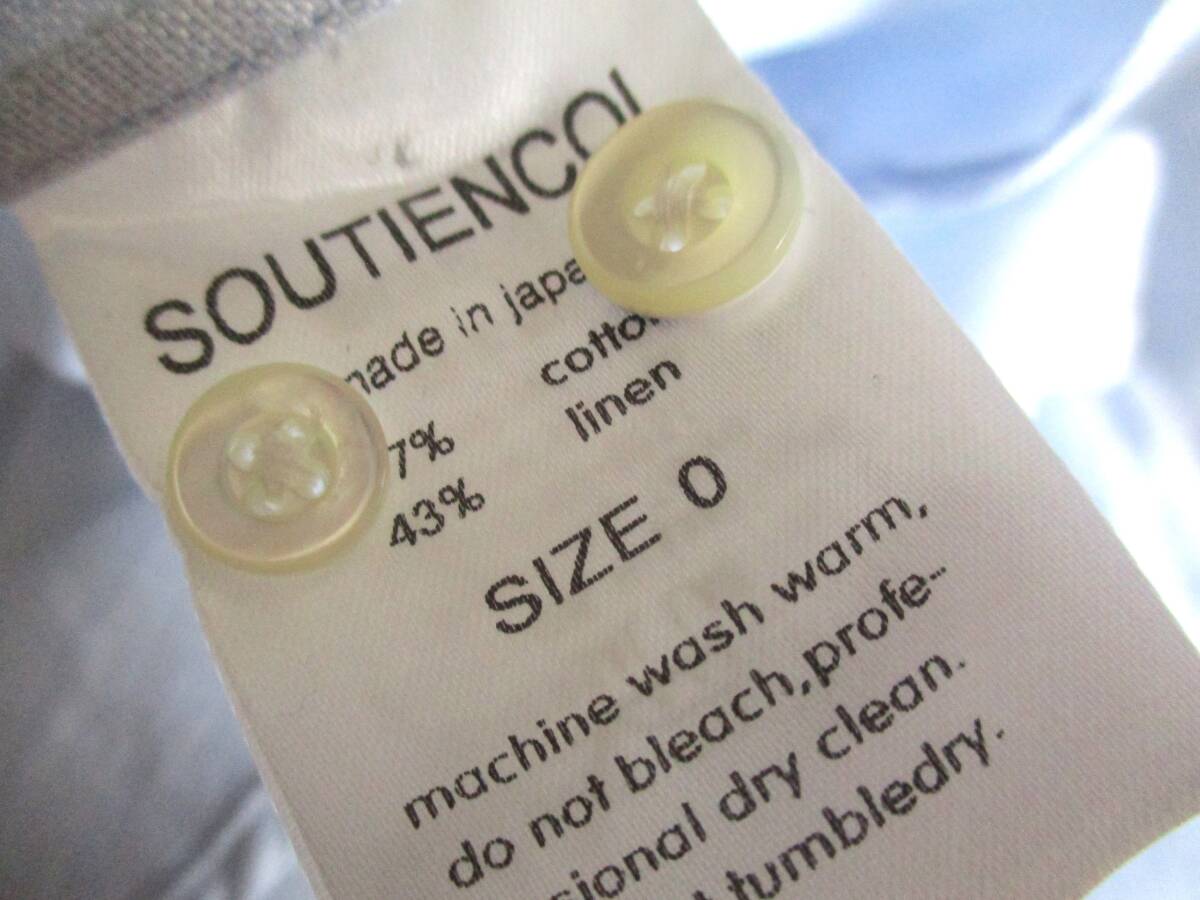 SOUTIENCOL
made in japa
7% cotto
43% linen
SIZE 0
machine wash warm,
do not bleach,profe-
sional dry clean.
t tumbledry.